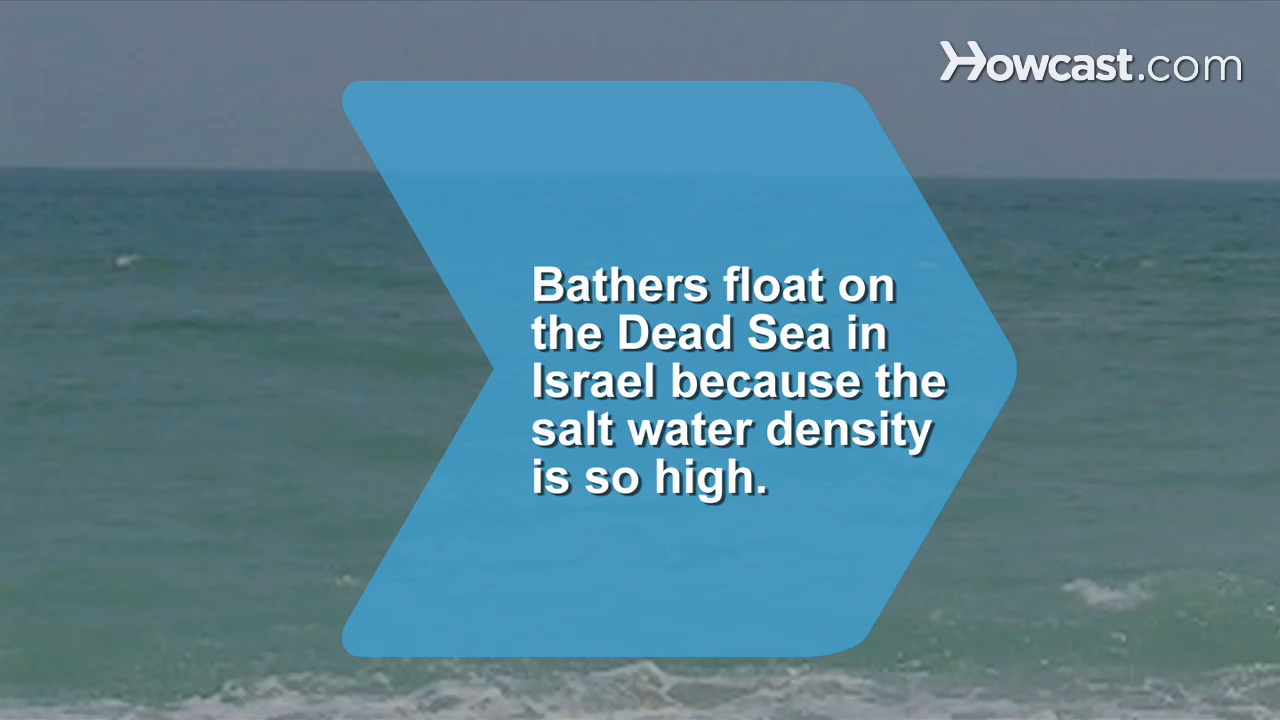 Howcast.com
Bathers float on
the Dead Sea in
Israel because the
salt water density
is so high.